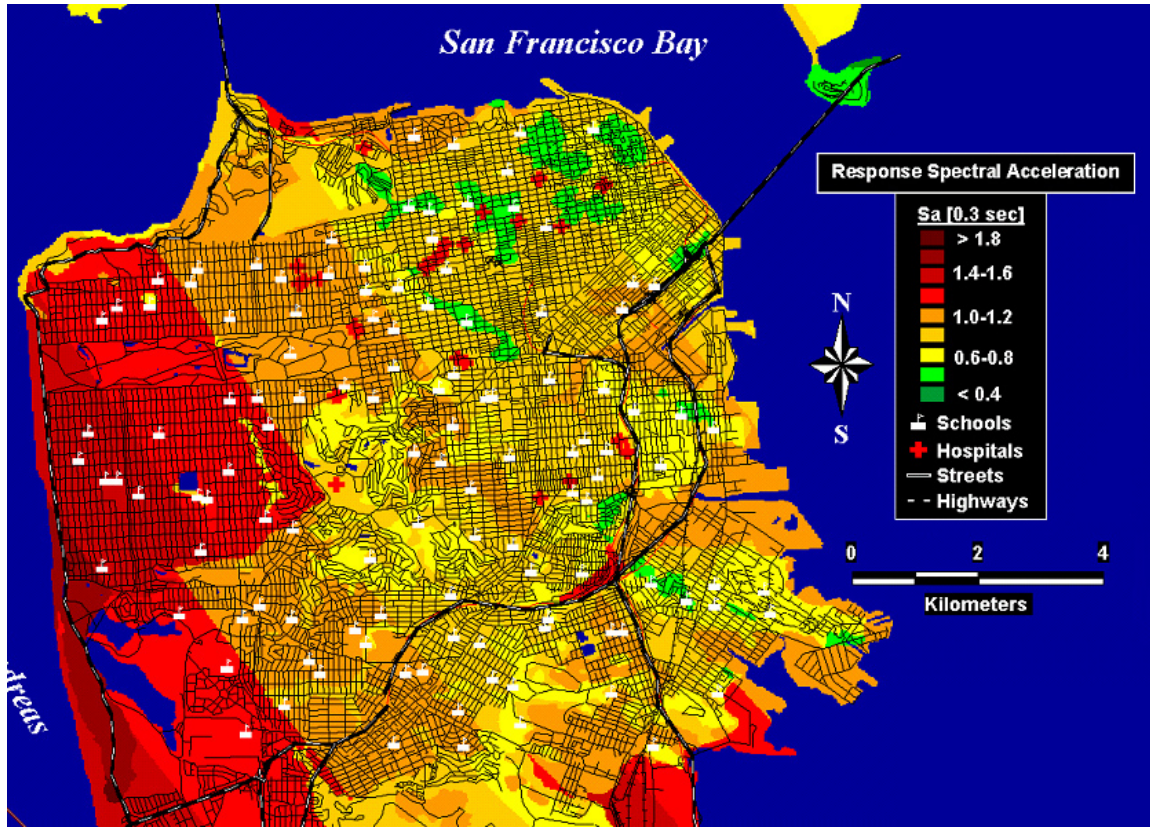 San Francisco Bay
Response Spectral Acceleration
Sa [0.3 sec]
> 1.8
1.4-1.6
1.0-1.2
0.6-0.8
< 0.4
Schools
Hospitals
Streets
Highways
N
S
0 2 4
Kilometers
dreas